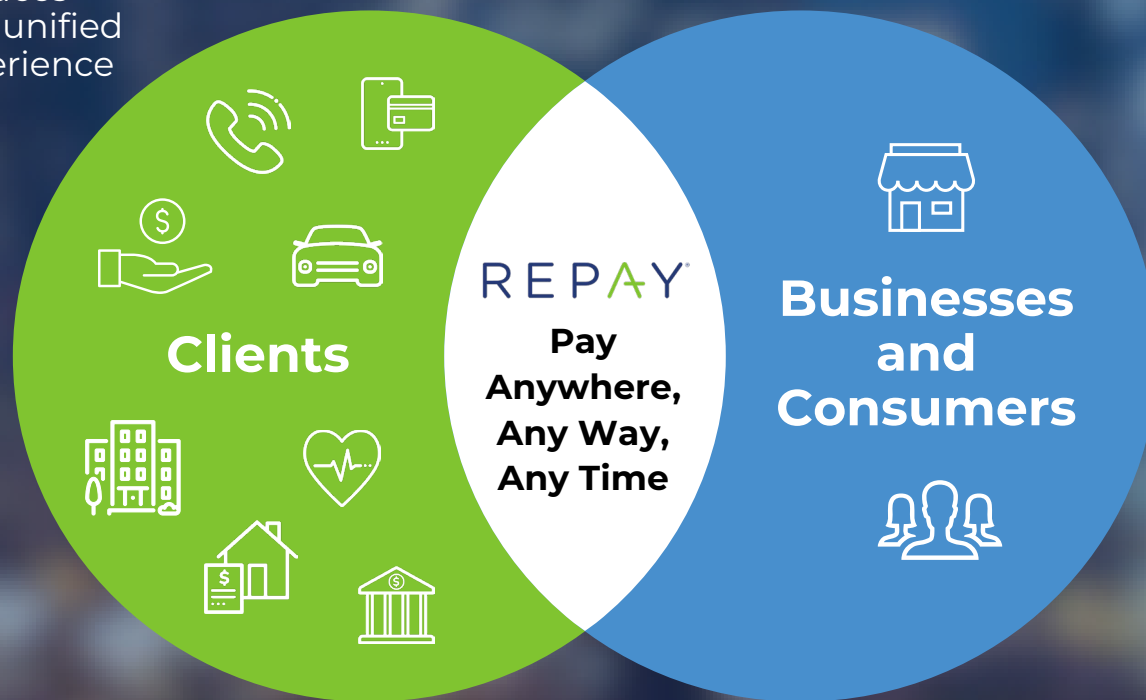 unified
erience
Clients
REPAY
Pay
Anywhere,
Any Way,
Any Time
Businesses
and
Consumers